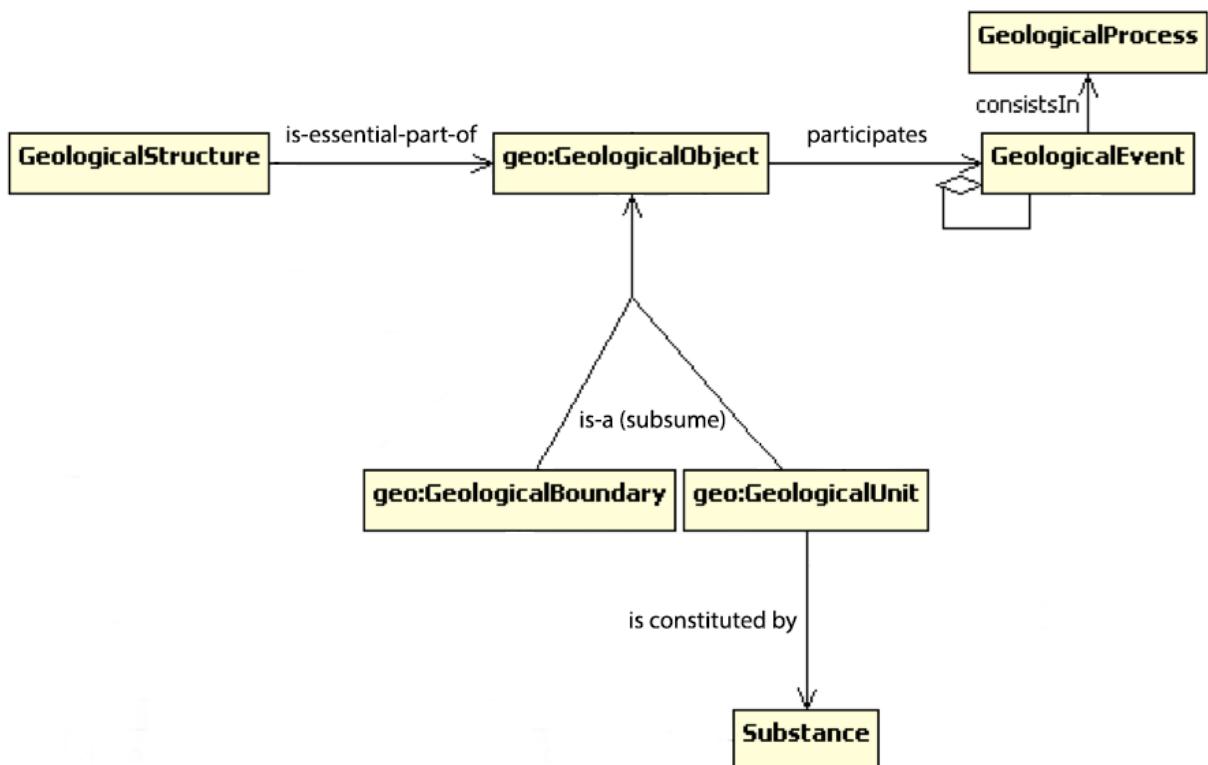 GeologicalProcess
consistsIn
GeologicalStructure
is-essential-part-of
geo:GeologicalObject
participates
GeologicalEvent
is-a (subsume)
geo:GeologicalBoundary
geo:GeologicalUnit
is constituted by
Substance